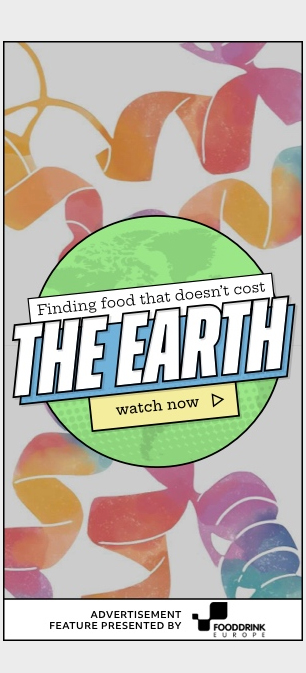 Finding food that doesn't cost
THE EARTH
watch now
ADVERTISEMENT
FEATURE PRESENTED BY
FOODDRINK
EUROPE